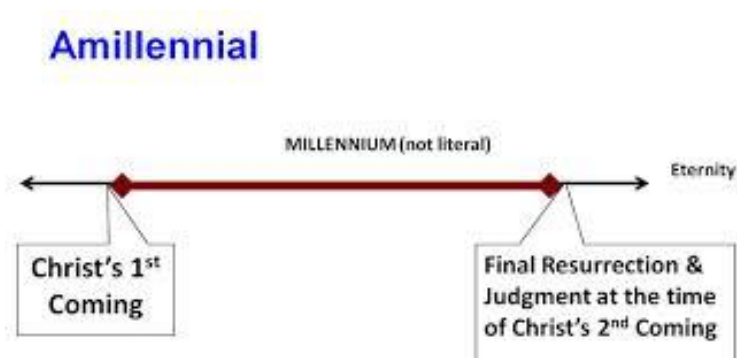 Amillennial
MILLENNIUM (not literal)
Eternity
Christ's 1st
Coming
Final Resurrection &
Judgment at the time
of Christ's 2nd Coming